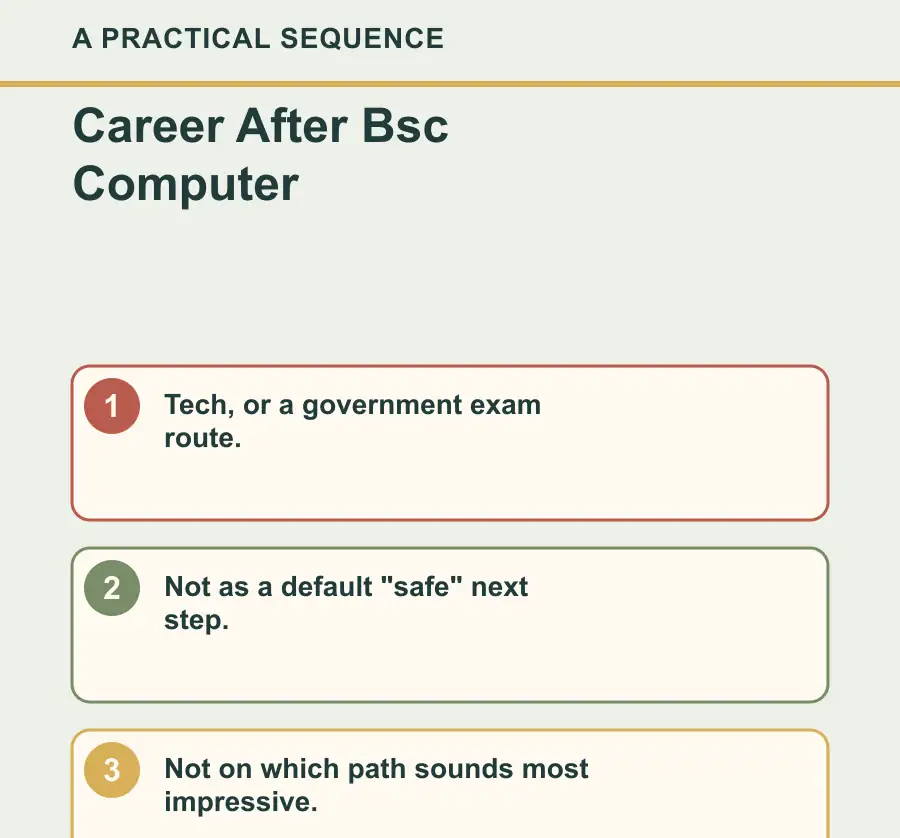 A PRACTICAL SEQUENCE
Career After Bsc
Computer
1
Tech, or a government exam
route.
2
Not as a default "safe" next
step.
3
Not on which path sounds most
impressive.